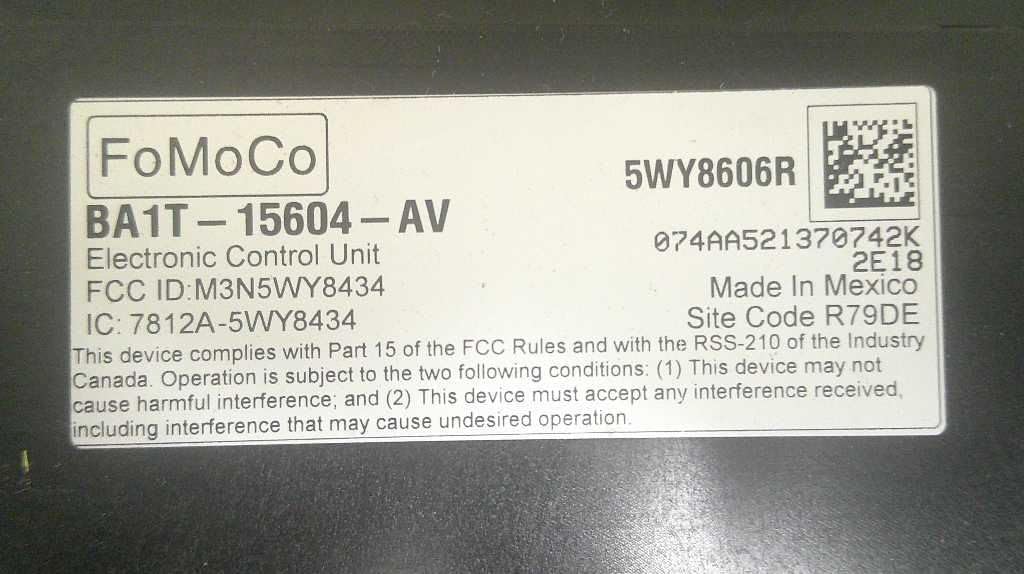 FoMoCo
5WY8606R
BA1T-15604-AV
074AA521370742K
Electronic Control Unit
2E18
FCC ID:M3N5WY8434
Made In Mexico
IC: 7812A-5WY8434
Site Code R79DE
This device complies with Part 15 of the FCC Rules and with the RSS-210 of the Industry
Canada. Operation is subject to the two following conditions: (1) This device may not
cause harmful interference; and (2) This device must accept any interference received,
including interference that may cause undesired operation.